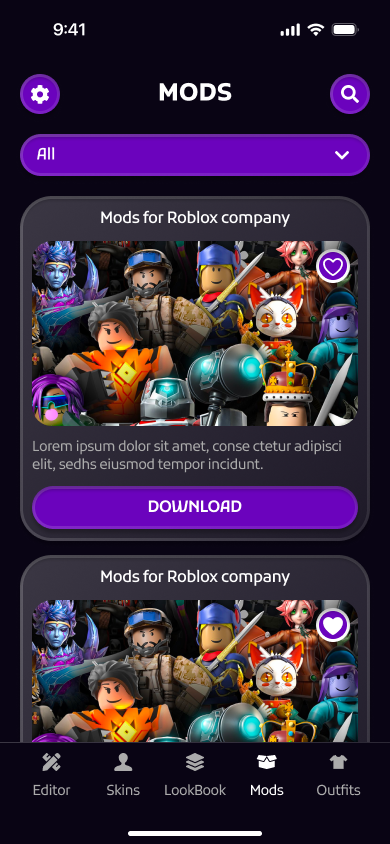 9:41
MODS
All
Mods for Roblox company
Lorem ipsum dolor sit amet, conse ctetur adipisci
elit, sedhs eiusmod tempor incidunt.
DOWNLOAD
Mods for Roblox company
Editor
Skins
LookBook
Mods
Outfits